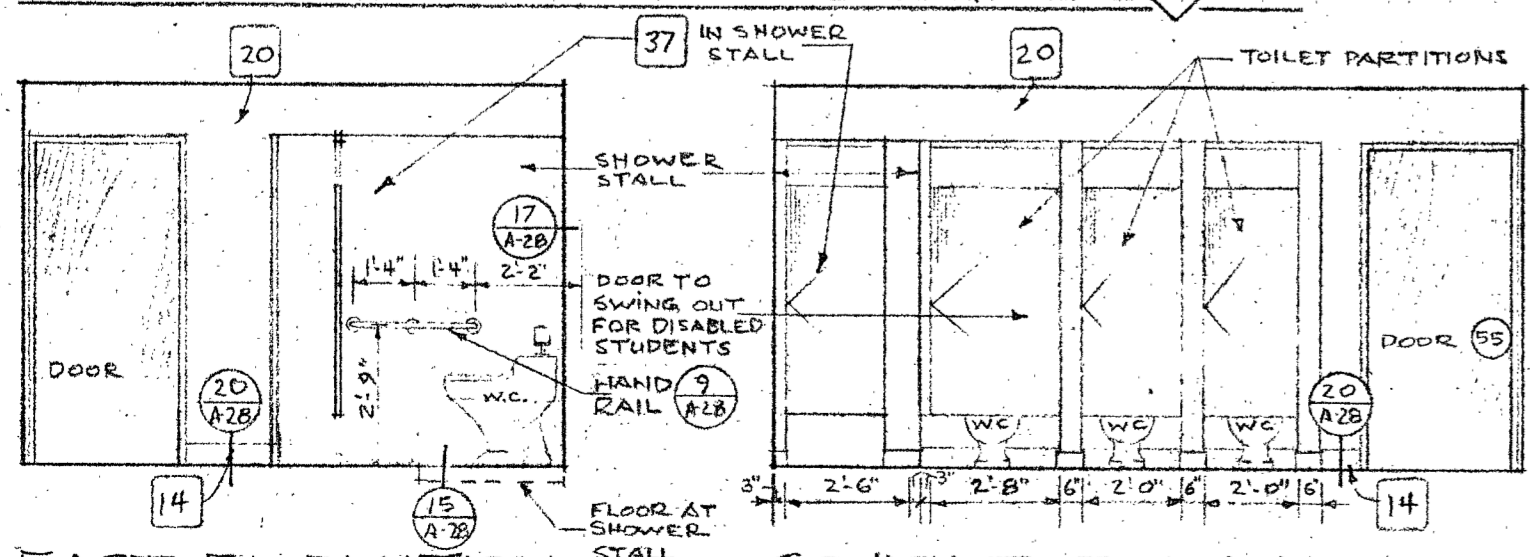 37 IN SHOWER
STALL
20
20
TOILET PARTITIONS
SHOWER
STALL
17
A-28
1'-4" 1'-4" 2'-2"
DOOR TO
SWING OUT
FOR DISABLED
STUDENTS
DOOR
2'-9"
W.C.
HAND
RAIL
9
A-28
20
A-28
DOOR 55
20
A-28
WC WC WC
14
15
A-28
FLOOR AT
SHOWER
STALL
3" 2'-6" 3" 2'-8" 6" 2'-0" 6" 2'-0" 6"
14